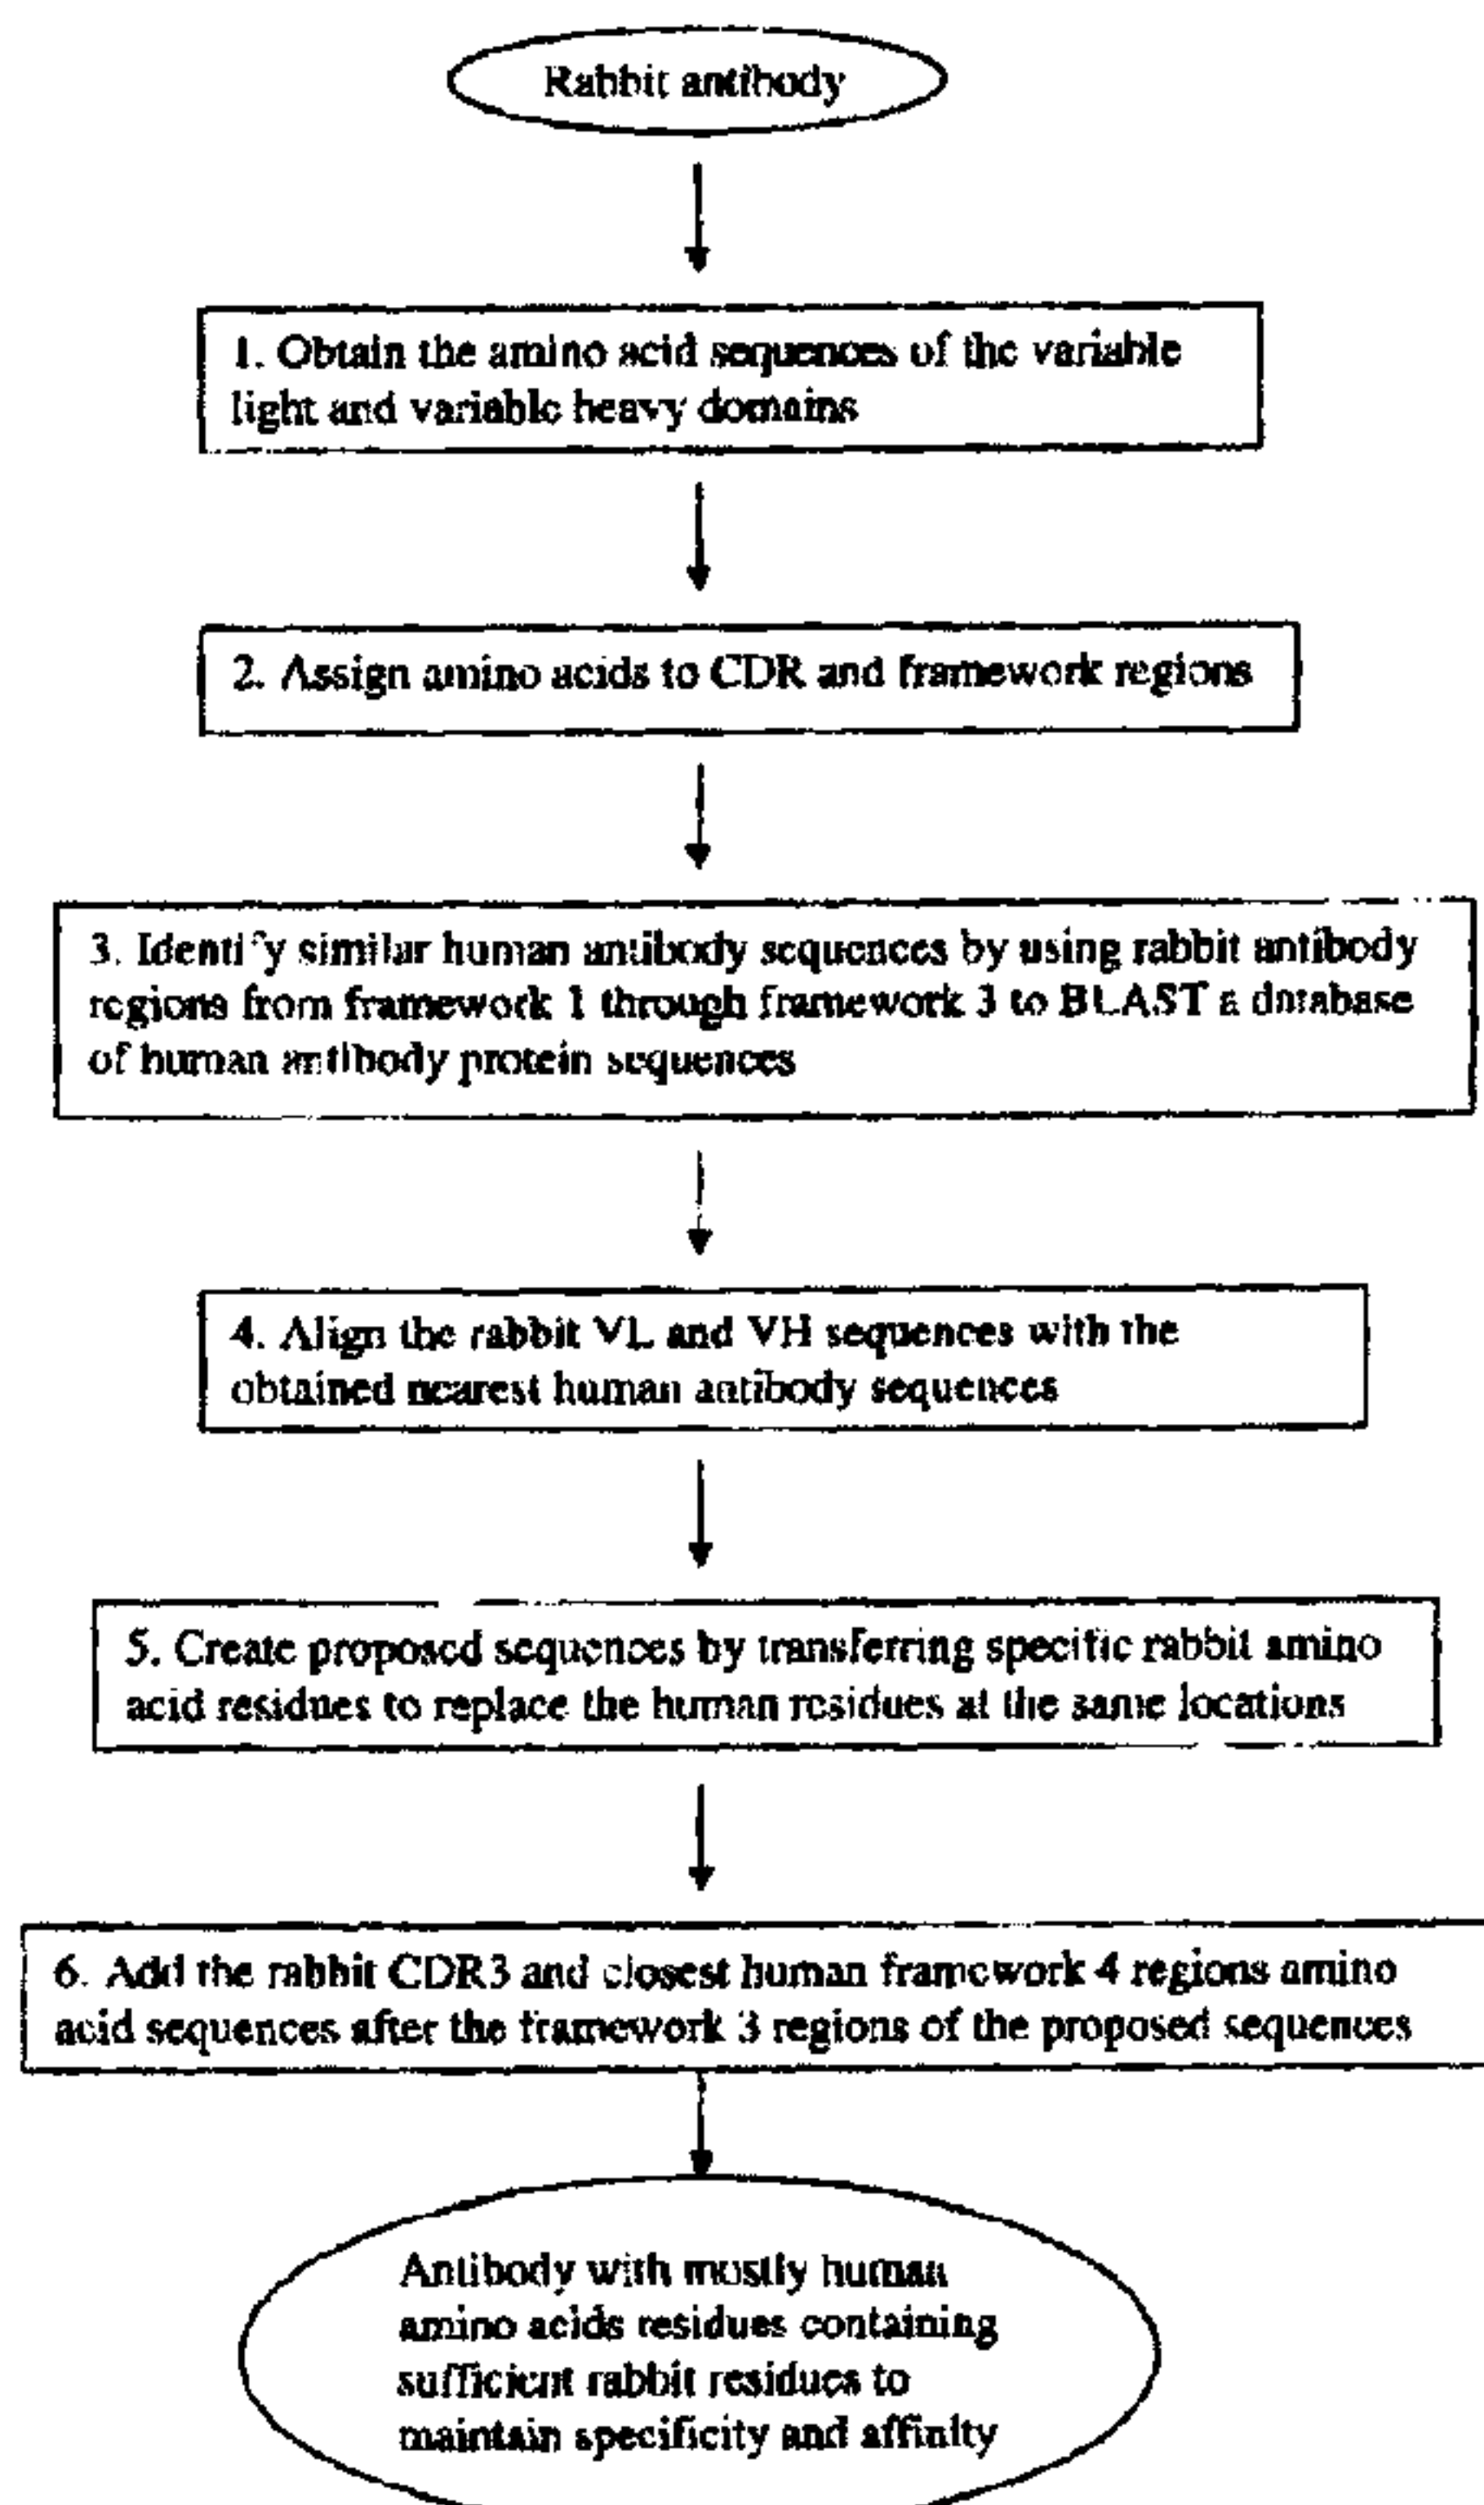 Rabbit antibody
1. Obtain the amino acid sequences of the variable
light and variable heavy domains
2. Assign amino acids to CDR and framework regions
3. Identify similar human antibody sequences by using rabbit antibody
regions from framework 1 through framework 3 to BLAST a database
of human antibody protein sequences
4. Align the rabbit VL and VH sequences with the
obtained nearest human antibody sequences
5. Create proposed sequences by transferring specific rabbit amino
acid residues to replace the human residues at the same locations
6. Add the rabbit CDR3 and closest human framework 4 regions amino
acid sequences after the framework 3 regions of the proposed sequences
Antibody with mostly human
amino acids residues containing
sufficient rabbit residues to
maintain specificity and affinity